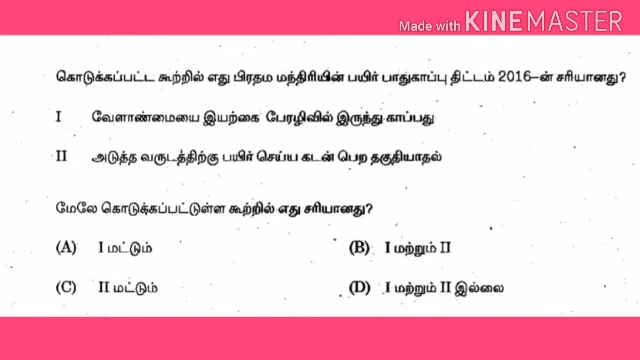 Made with KINEMASTER
கொடுக்கப்பட்ட கூற்றில் எது பிரதம மந்திரியின் பயிர் பாதுகாப்பு திட்டம் 2016–ன் சரியானது?
I வேளாண்மையை இயற்கை பேரழிவில் இருந்து காப்பது
II அடுத்த வருடத்திற்கு பயிர் செய்ய கடன் பெற தகுதியாதல்
மேலே கொடுக்கப்பட்டுள்ள கூற்றில் எது சரியானது?
(A) I மட்டும் (B) I மற்றும் II
(C) II மட்டும் (D) I மற்றும் II இல்லை